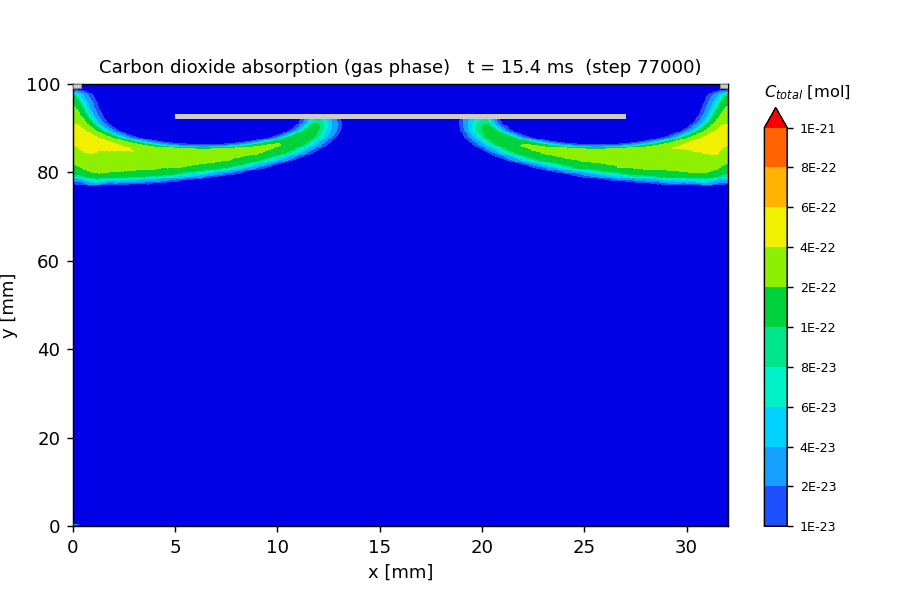 Carbon dioxide absorption (gas phase)   t = 15.4 ms  (step 77000)
C_total [mol]
100
80
60
40
20
0
y [mm]
0 5 10 15 20 25 30
x [mm]
1E-21
8E-22
6E-22
4E-22
2E-22
1E-22
8E-23
6E-23
4E-23
2E-23
1E-23